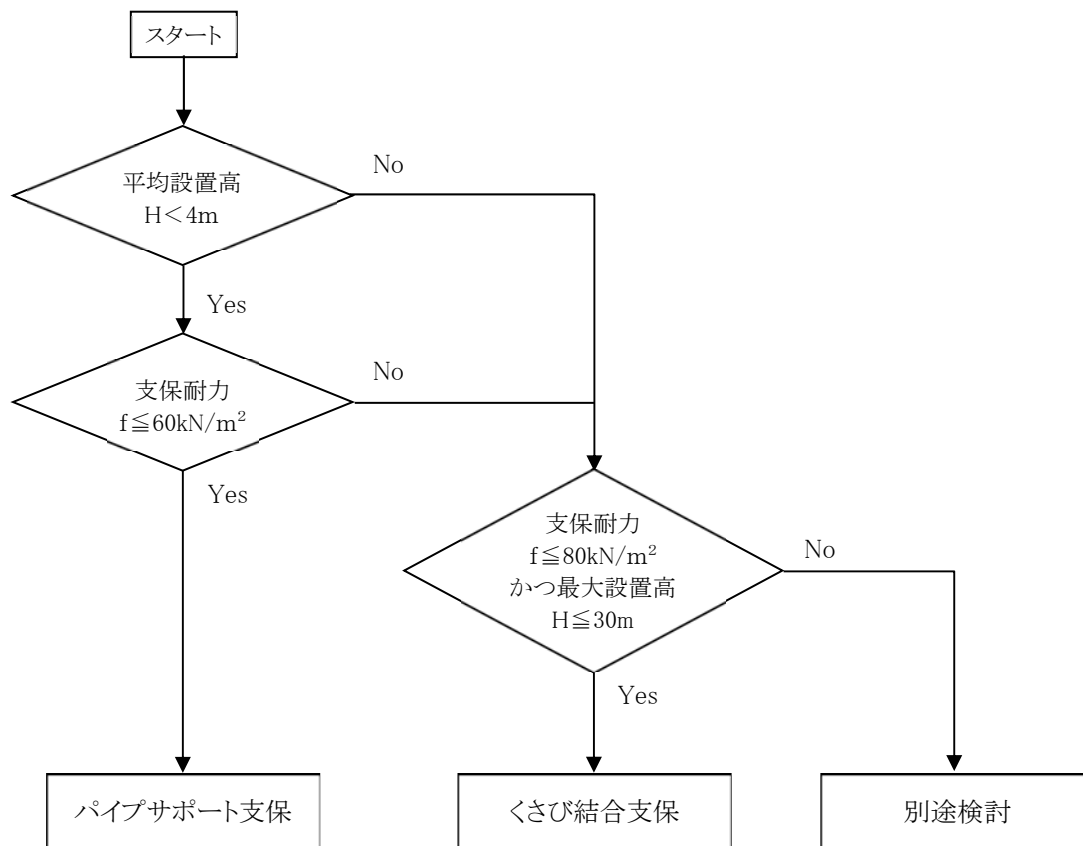 スタート
平均設置高
H＜4m
No
Yes
支保耐力
f≦60kN/m²
No
Yes
支保耐力
f≦80kN/m²
かつ最大設置高
H≦30m
No
Yes
パイプサポート支保
くさび結合支保
別途検討